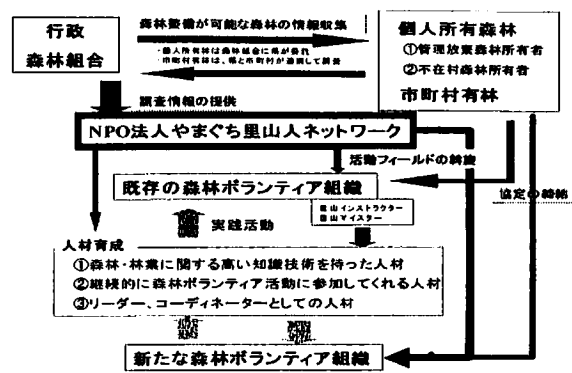 行政
森林組合
森林整備が可能な森林の情報収集
・個人所有林は森林組合に県が委託
・市町村有林は、県と市町村が連携して調査
個人所有森林
①管理放棄森林所有者
②不在村森林所有者
市町村有林
調査情報の提供
NPO法人やまぐち里山人ネットワーク
活動フィールドの斡旋
既存の森林ボランティア組織
協定の締結
里山インストラクター
里山マイスター
実践活動
人材育成
①森林・林業に関する高い知識技術を持った人材
②継続的に森林ボランティア活動に参加してくれる人材
③リーダー、コーディネーターとしての人材
新たな森林ボランティア組織